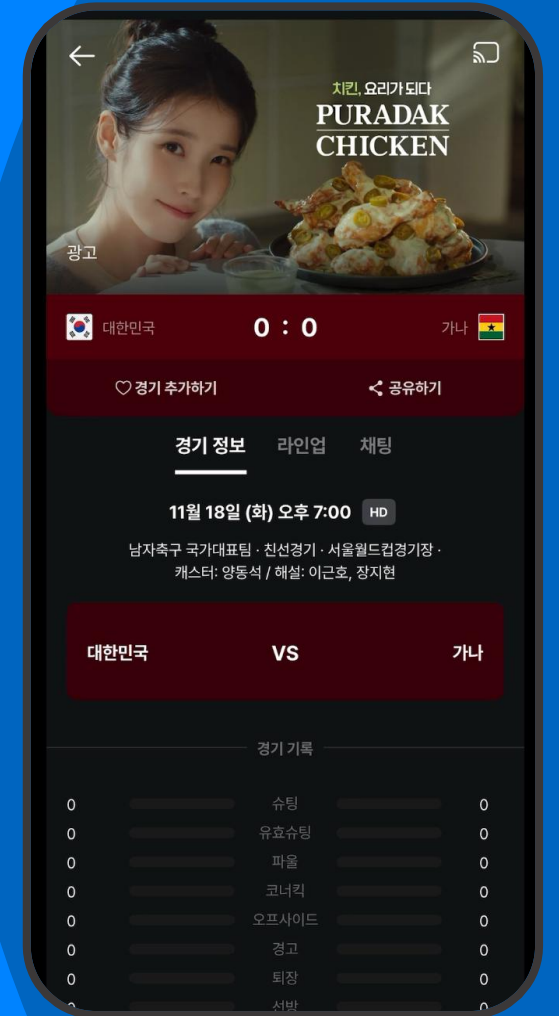 치킨, 요리가 되다
PURADAK
CHICKEN
광고
대한민국 0 : 0 가나
경기 추가하기 공유하기
경기 정보 라인업 채팅
11월 18일 (화) 오후 7:00 HD
남자축구 국가대표팀 · 친선경기 · 서울월드컵경기장 ·
캐스터: 양동석 / 해설: 이근호, 장지현
대한민국 VS 가나
경기 기록
0 슈팅 0
0 유효슈팅 0
0 파울 0
0 코너킥 0
0 오프사이드 0
0 경고 0
0 퇴장 0
0 선방 0